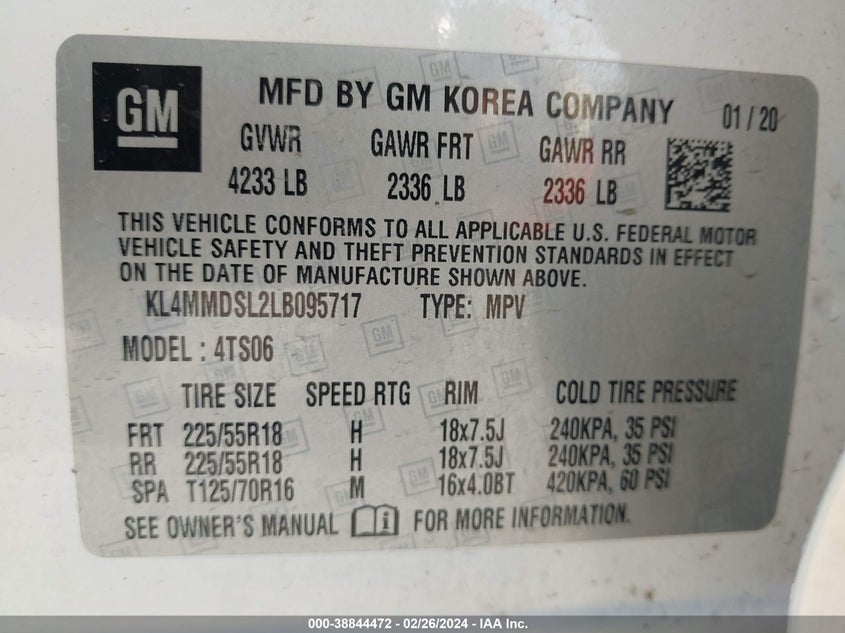 GM
MFD BY GM KOREA COMPANY 01 / 20
GVWR GAWR FRT GAWR RR
4233 LB 2336 LB 2336 LB
THIS VEHICLE CONFORMS TO ALL APPLICABLE U.S. FEDERAL MOTOR
VEHICLE SAFETY AND THEFT PREVENTION STANDARDS IN EFFECT
ON THE DATE OF MANUFACTURE SHOWN ABOVE.
KL4MMDSL2LB095717 TYPE: MPV
MODEL : 4TS06
TIRE SIZE SPEED RTG RIM COLD TIRE PRESSURE
FRT 225/55R18 H 18x7.5J 240KPA, 35 PSI
RR 225/55R18 H 18x7.5J 240KPA, 35 PSI
SPA T125/70R16 M 16x4.0BT 420KPA, 60 PSI
SEE OWNER'S MANUAL i FOR MORE INFORMATION.
000-38844472 - 02/26/2024 - IAA Inc.